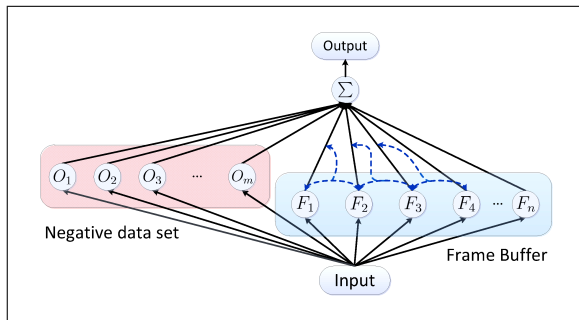 Output
∑
O₁ O₂ O₃ ... Oₘ F₁ F₂ F₃ F₄ ... Fₙ
Negative data set
Frame Buffer
Input